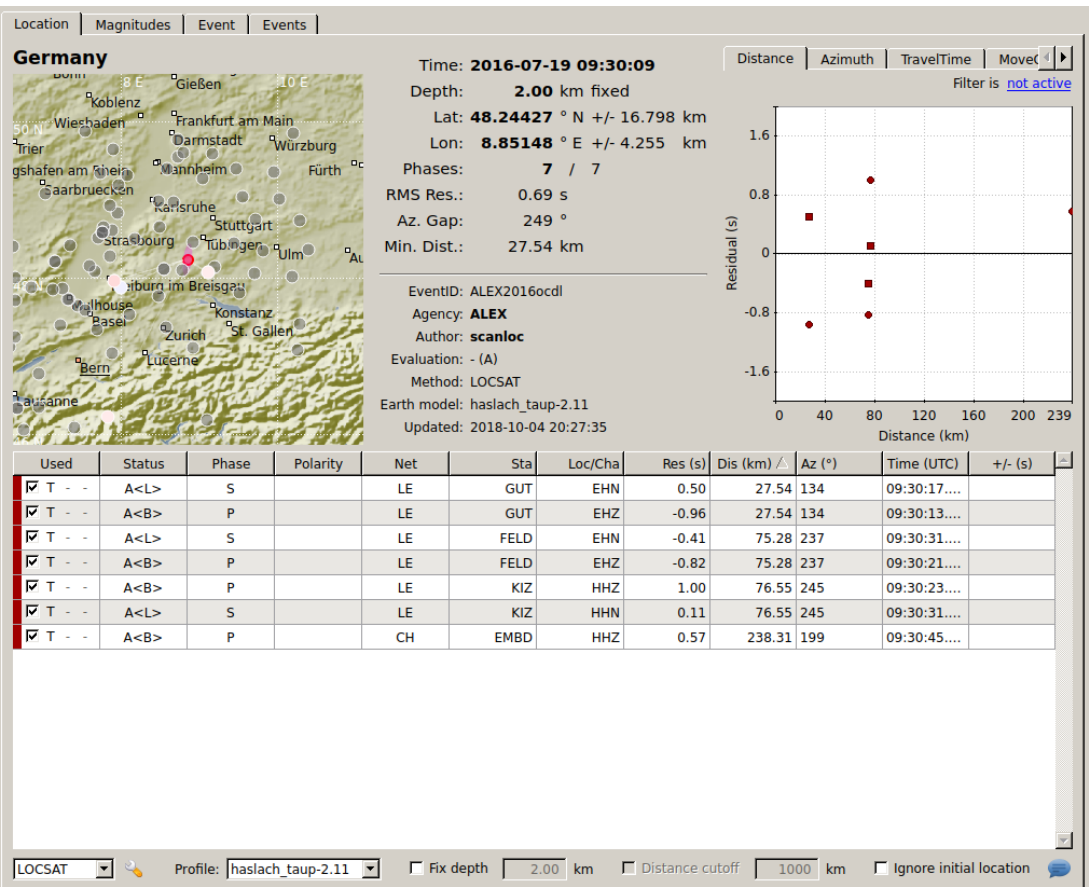 Location Magnitudes Event Events
Germany
8 E
10 E
Gießen
Koblenz
Wiesbaden
Frankfurt am Main
50 N
Darmstadt
Würzburg
Trier
gshafen am Rhein
Mannheim
Fürth
Saarbruecken
Karlsruhe
Stuttgart
Strasbourg
Tübingen
Ulm
Au
eiburg im Breisgau
Mulhouse
Konstanz
Basel
Zurich
St. Gallen
Lucerne
Bern
Lausanne
Time: 2016-07-19 09:30:09
Depth: 2.00 km fixed
Lat: 48.24427 ° N +/- 16.798 km
Lon: 8.85148 ° E +/- 4.255 km
Phases: 7 / 7
RMS Res.: 0.69 s
Az. Gap: 249 °
Min. Dist.: 27.54 km
EventID: ALEX2016ocdl
Agency: ALEX
Author: scanloc
Evaluation: - (A)
Method: LOCSAT
Earth model: haslach_taup-2.11
Updated: 2018-10-04 20:27:35
Distance Azimuth TravelTime Move
Filter is not active
1.6
0.8
0
-0.8
-1.6
Residual (s)
0 40 80 120 160 200 239
Distance (km)
Used Status Phase Polarity Net Sta Loc/Cha Res (s) Dis (km) Az (°) Time (UTC) +/- (s)
T - - A<L> S LE GUT EHN 0.50 27.54 134 09:30:17....
T - - A<B> P LE GUT EHZ -0.96 27.54 134 09:30:13....
T - - A<L> S LE FELD EHN -0.41 75.28 237 09:30:31....
T - - A<B> P LE FELD EHZ -0.82 75.28 237 09:30:21....
T - - A<B> P LE KIZ HHZ 1.00 76.55 245 09:30:23....
T - - A<L> S LE KIZ HHN 0.11 76.55 245 09:30:31....
T - - A<B> P CH EMBD HHZ 0.57 238.31 199 09:30:45....
LOCSAT Profile: haslach_taup-2.11 Fix depth 2.00 km Distance cutoff 1000 km Ignore initial location